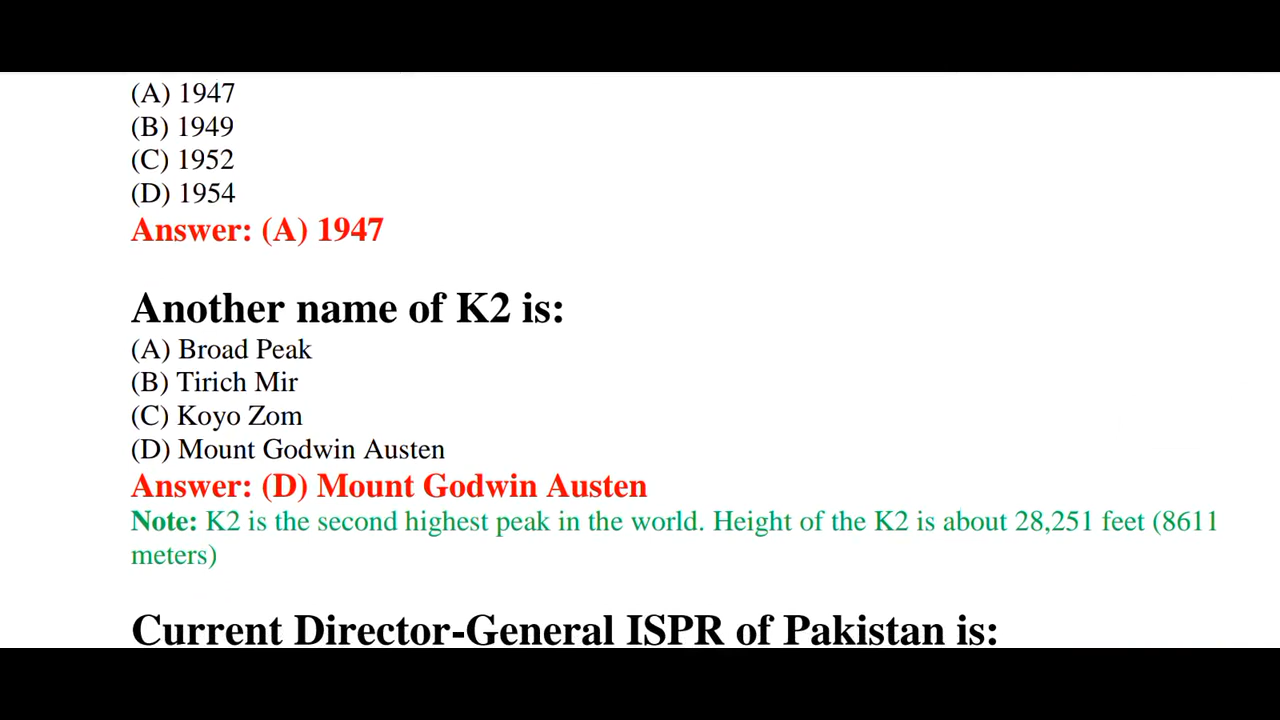 (A) 1947
(B) 1949
(C) 1952
(D) 1954
Answer: (A) 1947
Another name of K2 is:
(A) Broad Peak
(B) Tirich Mir
(C) Koyo Zom
(D) Mount Godwin Austen
Answer: (D) Mount Godwin Austen
Note: K2 is the second highest peak in the world. Height of the K2 is about 28,251 feet (8611
meters)
Current Director-General ISPR of Pakistan is: